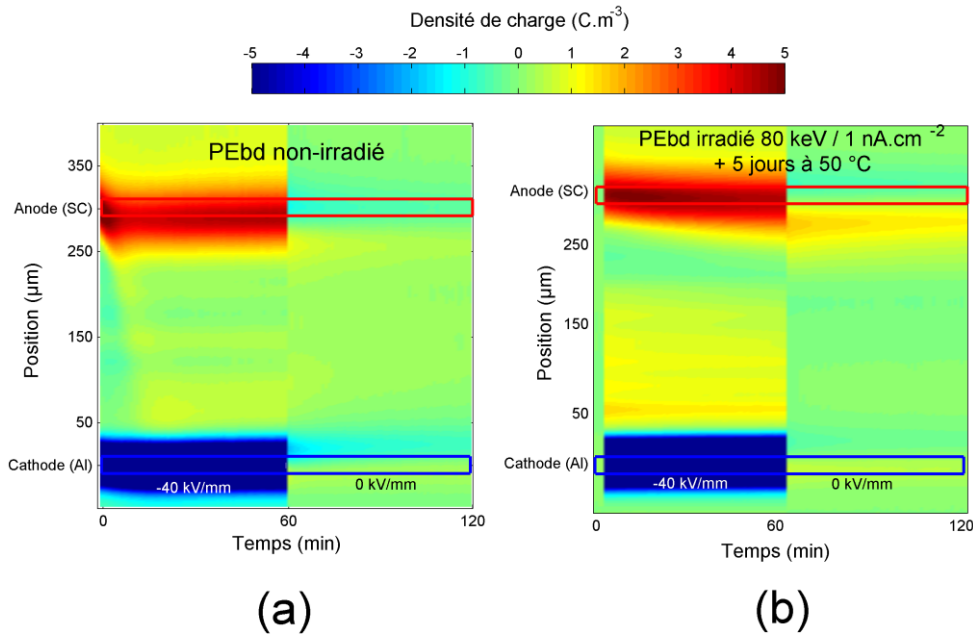 Densité de charge (C.m⁻³)
-5 -4 -3 -2 -1 0 1 2 3 4 5
PEbd non-irradié
350
Anode (SC)
250
150
50
Cathode (Al)
Position (µm)
-40 kV/mm
0 kV/mm
0 60 120
Temps (min)
(a)
PEbd irradié 80 keV / 1 nA.cm⁻²
+ 5 jours à 50 °C
Anode (SC)
250
150
50
Cathode (Al)
Position (µm)
-40 kV/mm
0 kV/mm
0 60 120
Temps (min)
(b)